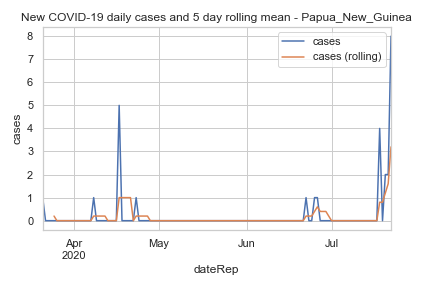 New COVID-19 daily cases and 5 day rolling mean - Papua_New_Guinea
cases
cases (rolling)
8
7
6
5
4
3
2
1
0
cases
Apr
2020
May
Jun
Jul
dateRep